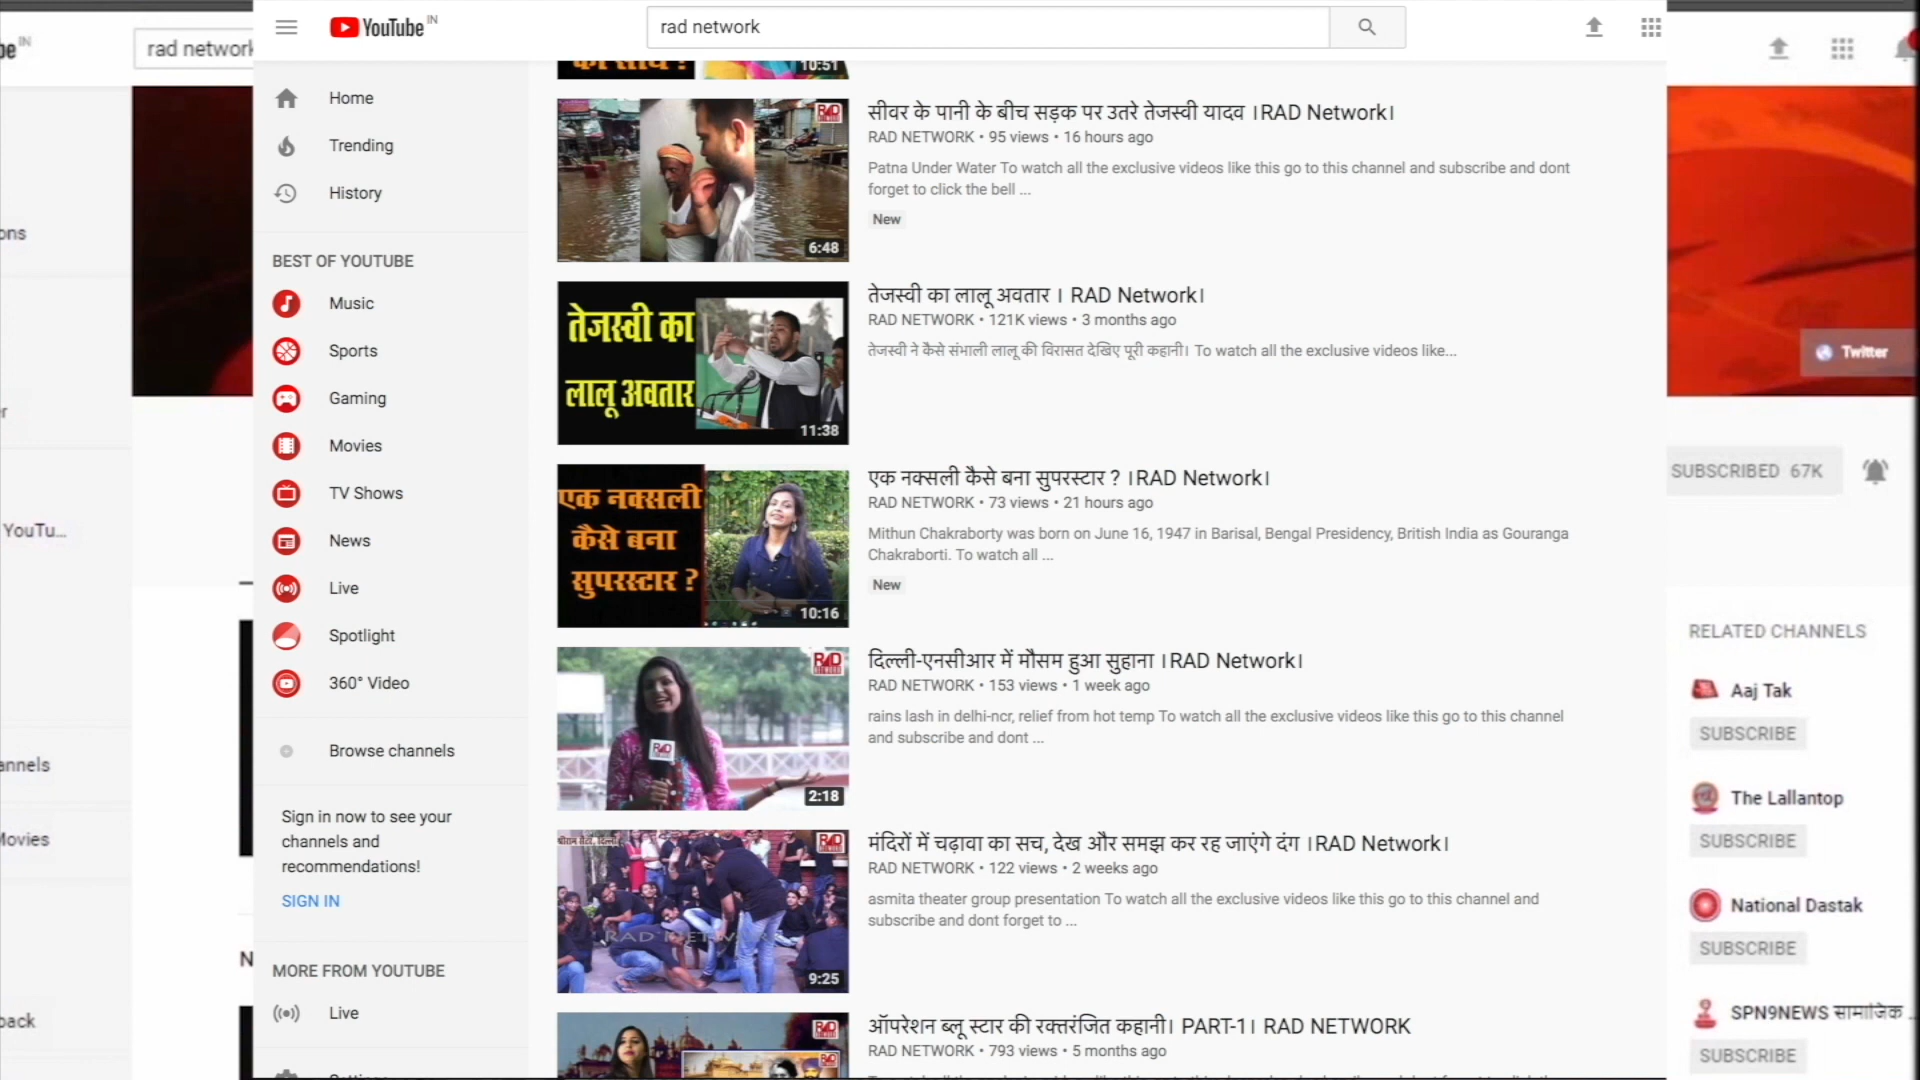 IN
rad network
YouTube IN
rad network
10:51
Home
Trending
History
BEST OF YOUTUBE
Music
Sports
Gaming
Movies
TV Shows
News
Live
Spotlight
360° Video
Browse channels
Sign in now to see your
channels and
recommendations!
SIGN IN
MORE FROM YOUTUBE
Live
RAD
6:48
सीवर के पानी के बीच सड़क पर उतरे तेजस्वी यादव ।RAD Network।
RAD NETWORK • 95 views • 16 hours ago
Patna Under Water To watch all the exclusive videos like this go to this channel and subscribe and dont
forget to click the bell ...
New
तेजस्वी का
लालू अवतार
11:38
तेजस्वी का लालू अवतार । RAD Network।
RAD NETWORK • 121K views • 3 months ago
तेजस्वी ने कैसे संभाली लालू की विरासत देखिए पूरी कहानी। To watch all the exclusive videos like...
एक नक्सली
कैसे बना
सुपरस्टार ?
10:16
एक नक्सली कैसे बना सुपरस्टार ? ।RAD Network।
RAD NETWORK • 73 views • 21 hours ago
Mithun Chakraborty was born on June 16, 1947 in Barisal, Bengal Presidency, British India as Gouranga
Chakraborti. To watch all ...
New
RAD
2:18
दिल्ली-एनसीआर में मौसम हुआ सुहाना ।RAD Network।
RAD NETWORK • 153 views • 1 week ago
rains lash in delhi-ncr, relief from hot temp To watch all the exclusive videos like this go to this channel
and subscribe and dont ...
RAD
9:25
मंदिरों में चढ़ावा का सच, देख और समझ कर रह जाएंगे दंग ।RAD Network।
RAD NETWORK • 122 views • 2 weeks ago
asmita theater group presentation To watch all the exclusive videos like this go to this channel and
subscribe and dont forget to ...
RAD
ऑपरेशन ब्लू स्टार की रक्तरंजित कहानी। PART-1। RAD NETWORK
RAD NETWORK • 793 views • 5 months ago
YouTu...
Movies
Twitter
SUBSCRIBED 67K
RELATED CHANNELS
Aaj Tak
SUBSCRIBE
The Lallantop
SUBSCRIBE
National Dastak
SUBSCRIBE
SPN9NEWS सामाजिक ...
SUBSCRIBE